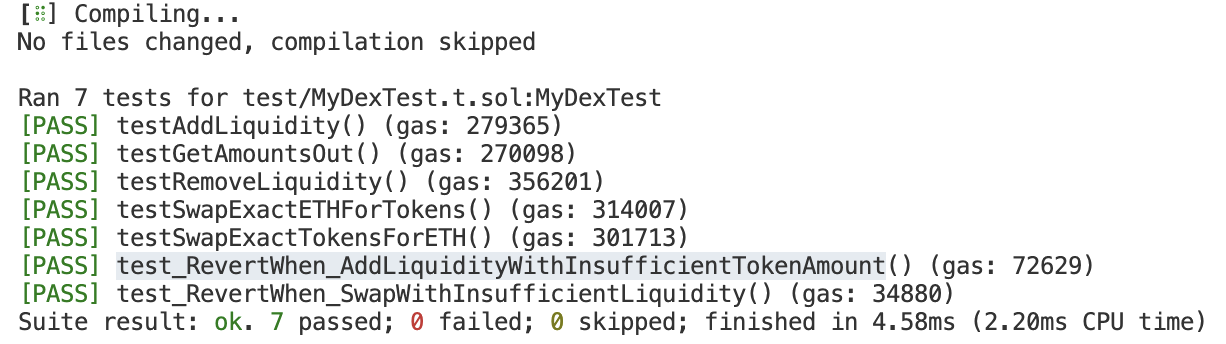 [⠿] Compiling...
No files changed, compilation skipped
Ran 7 tests for test/MyDexTest.t.sol:MyDexTest
[PASS] testAddLiquidity() (gas: 279365)
[PASS] testGetAmountsOut() (gas: 270098)
[PASS] testRemoveLiquidity() (gas: 356201)
[PASS] testSwapExactETHForTokens() (gas: 314007)
[PASS] testSwapExactTokensForETH() (gas: 301713)
[PASS] test_RevertWhen_AddLiquidityWithInsufficientTokenAmount() (gas: 72629)
[PASS] test_RevertWhen_SwapWithInsufficientLiquidity() (gas: 34880)
Suite result: ok. 7 passed; 0 failed; 0 skipped; finished in 4.58ms (2.20ms CPU time)